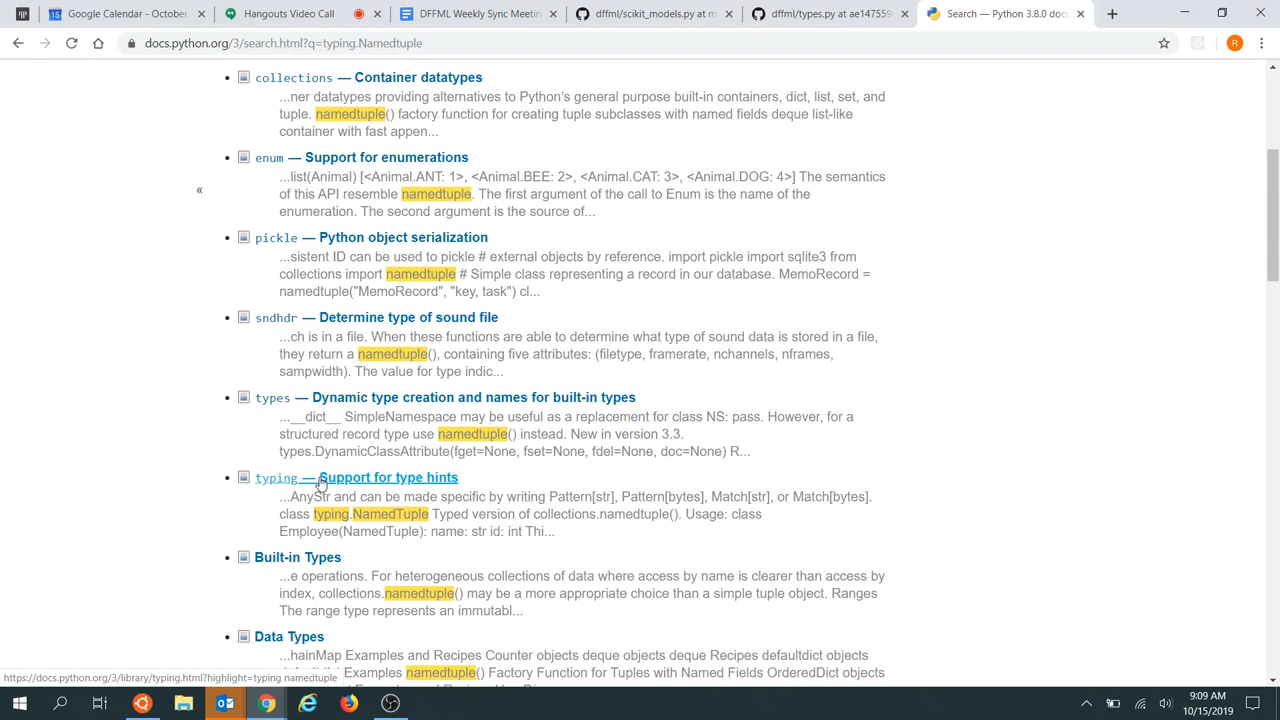 Google Calendar - October
Hangouts Video Call
DFFML Weekly Sync Meetin
dffml/scikit_models.py at m
dffml/types.py at ae147559
Search — Python 3.8.0 docu
docs.python.org/3/search.html?q=typing.Namedtuple
R
collections — Container datatypes
...ner datatypes providing alternatives to Python's general purpose built-in containers, dict, list, set, and
tuple. namedtuple() factory function for creating tuple subclasses with named fields deque list-like
container with fast appen...
enum — Support for enumerations
...list(Animal) [<Animal.ANT: 1>, <Animal.BEE: 2>, <Animal.CAT: 3>, <Animal.DOG: 4>] The semantics
«
of this API resemble namedtuple. The first argument of the call to Enum is the name of the
enumeration. The second argument is the source of...
pickle — Python object serialization
...sistent ID can be used to pickle # external objects by reference. import pickle import sqlite3 from
collections import namedtuple # Simple class representing a record in our database. MemoRecord =
namedtuple("MemoRecord", "key, task") cl...
sndhdr — Determine type of sound file
...ch is in a file. When these functions are able to determine what type of sound data is stored in a file,
they return a namedtuple(), containing five attributes: (filetype, framerate, nchannels, nframes,
sampwidth). The value for type indic...
types — Dynamic type creation and names for built-in types
...__dict__ SimpleNamespace may be useful as a replacement for class NS: pass. However, for a
structured record type use namedtuple() instead. New in version 3.3.
types.DynamicClassAttribute(fget=None, fset=None, fdel=None, doc=None) R...
typing — Support for type hints
...AnyStr and can be made specific by writing Pattern[str], Pattern[bytes], Match[str], or Match[bytes].
class typing.NamedTuple Typed version of collections.namedtuple(). Usage: class
Employee(NamedTuple): name: str id: int Thi...
Built-in Types
...e operations. For heterogeneous collections of data where access by name is clearer than access by
index, collections.namedtuple() may be a more appropriate choice than a simple tuple object. Ranges
The range type represents an immutabl...
Data Types
...hainMap Examples and Recipes Counter objects deque objects deque Recipes defaultdict objects
Examples namedtuple() Factory Function for Tuples with Named Fields OrderedDict objects
https://docs.python.org/3/library/typing.html?highlight=typing namedtuple
9:09 AM
10/15/2019